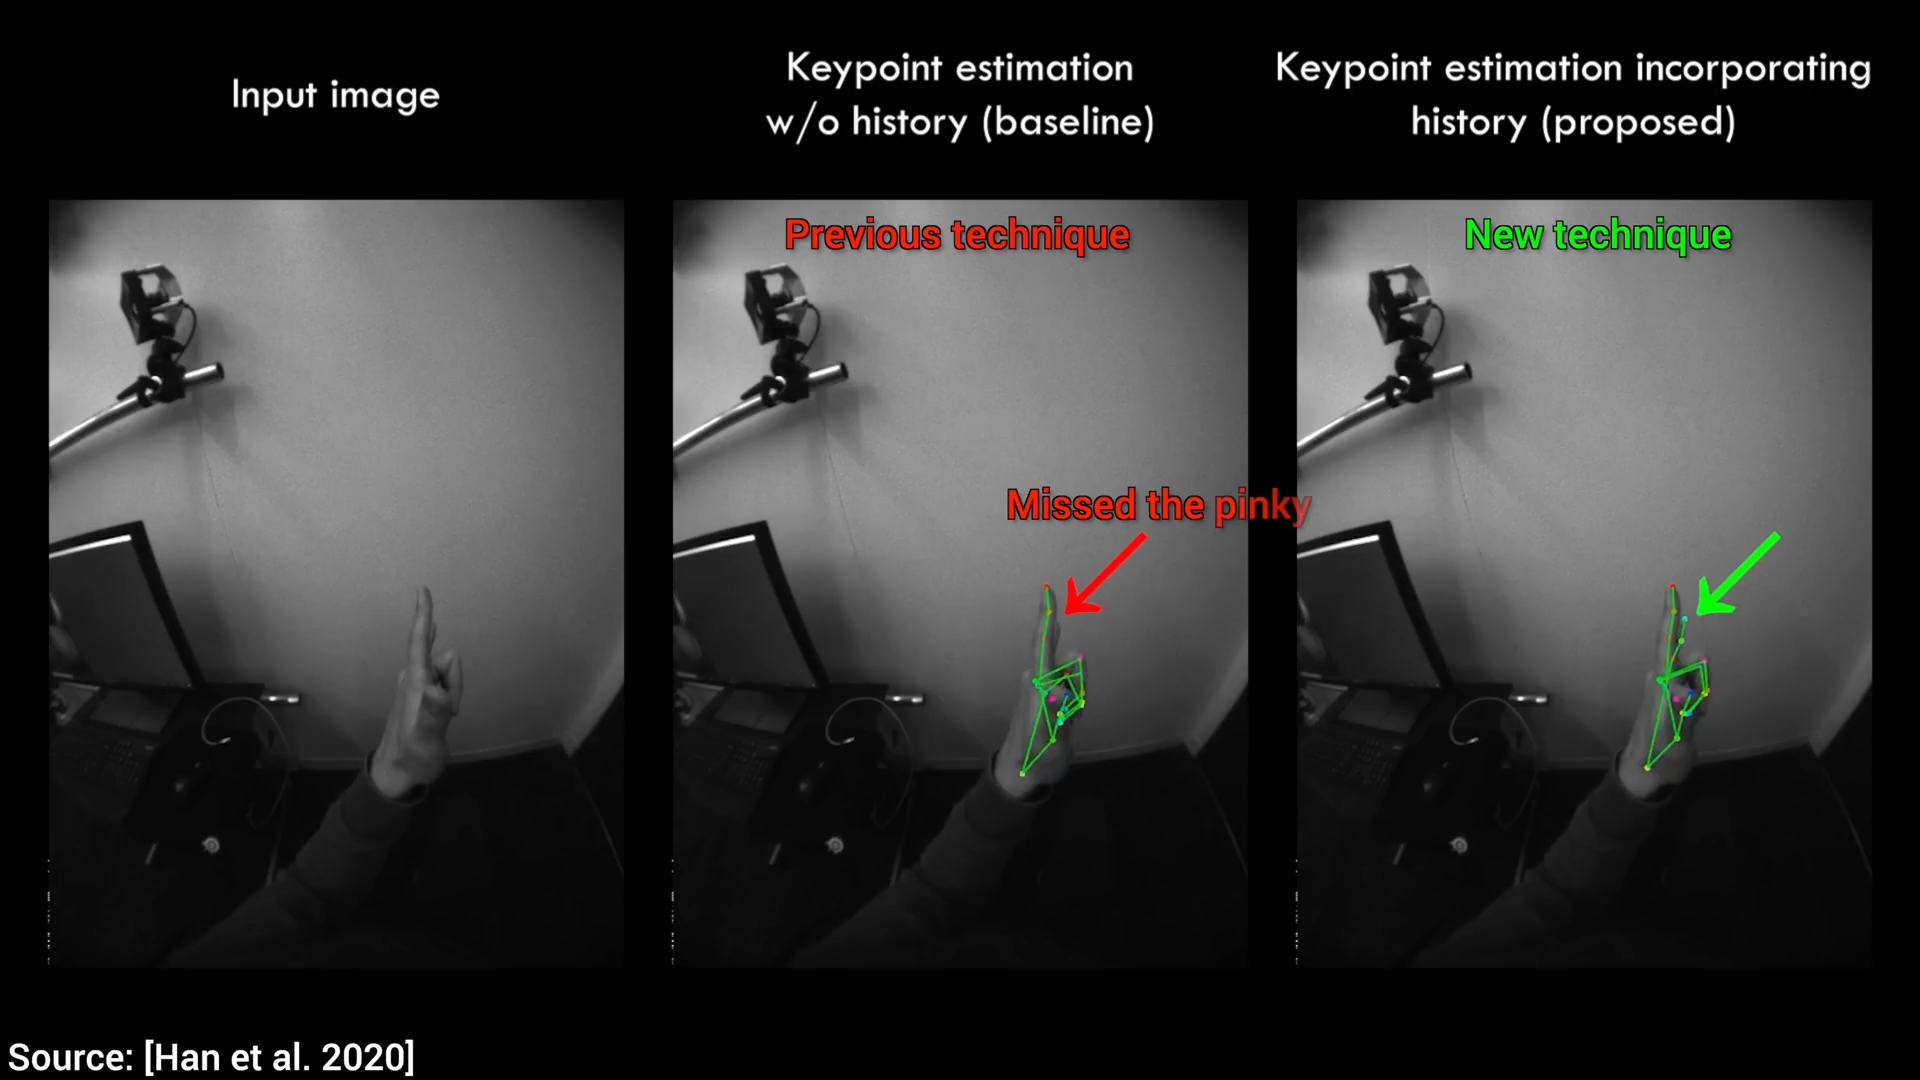 Input image
Keypoint estimation
w/o history (baseline)
Keypoint estimation incorporating
history (proposed)
Previous technique
New technique
Missed the pinky
Source: [Han et al. 2020]